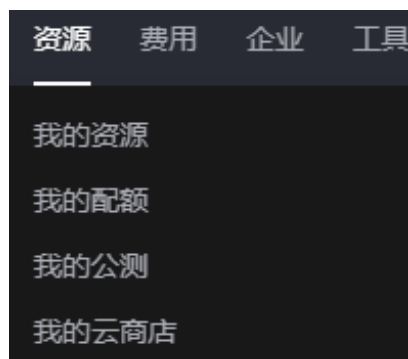 资源 费用 企业 工具
我的资源
我的配额
我的公测
我的云商店